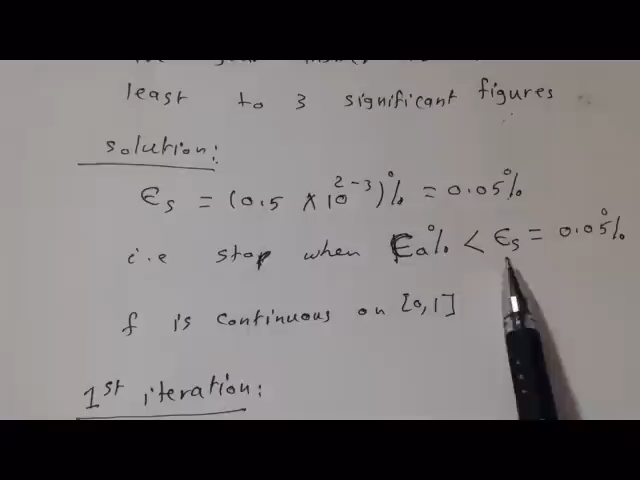 least to 3 significant figures
solution:
ϵs = (0.5 × 10^(2-3))% = 0.05%
i.e stop when ϵa% < ϵs = 0.05%
f is continuous on [0,1]
1st iteration: